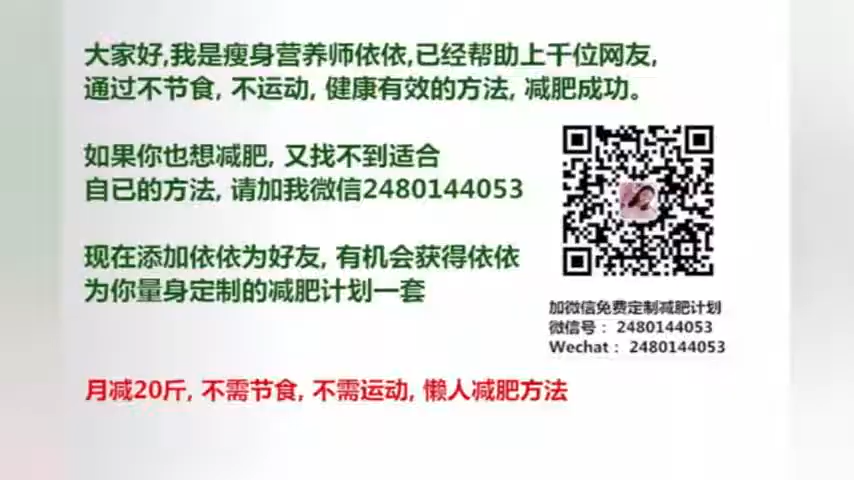 大家好,我是瘦身营养师依依,已经帮助上千位网友,
通过不节食, 不运动, 健康有效的方法, 减肥成功。
如果你也想减肥, 又找不到适合
自己的方法, 请加我微信2480144053
现在添加依依为好友, 有机会获得依依
为你量身定制的减肥计划一套
加微信免费定制减肥计划
微信号： 2480144053
Wechat： 2480144053
月减20斤, 不需节食, 不需运动, 懒人减肥方法